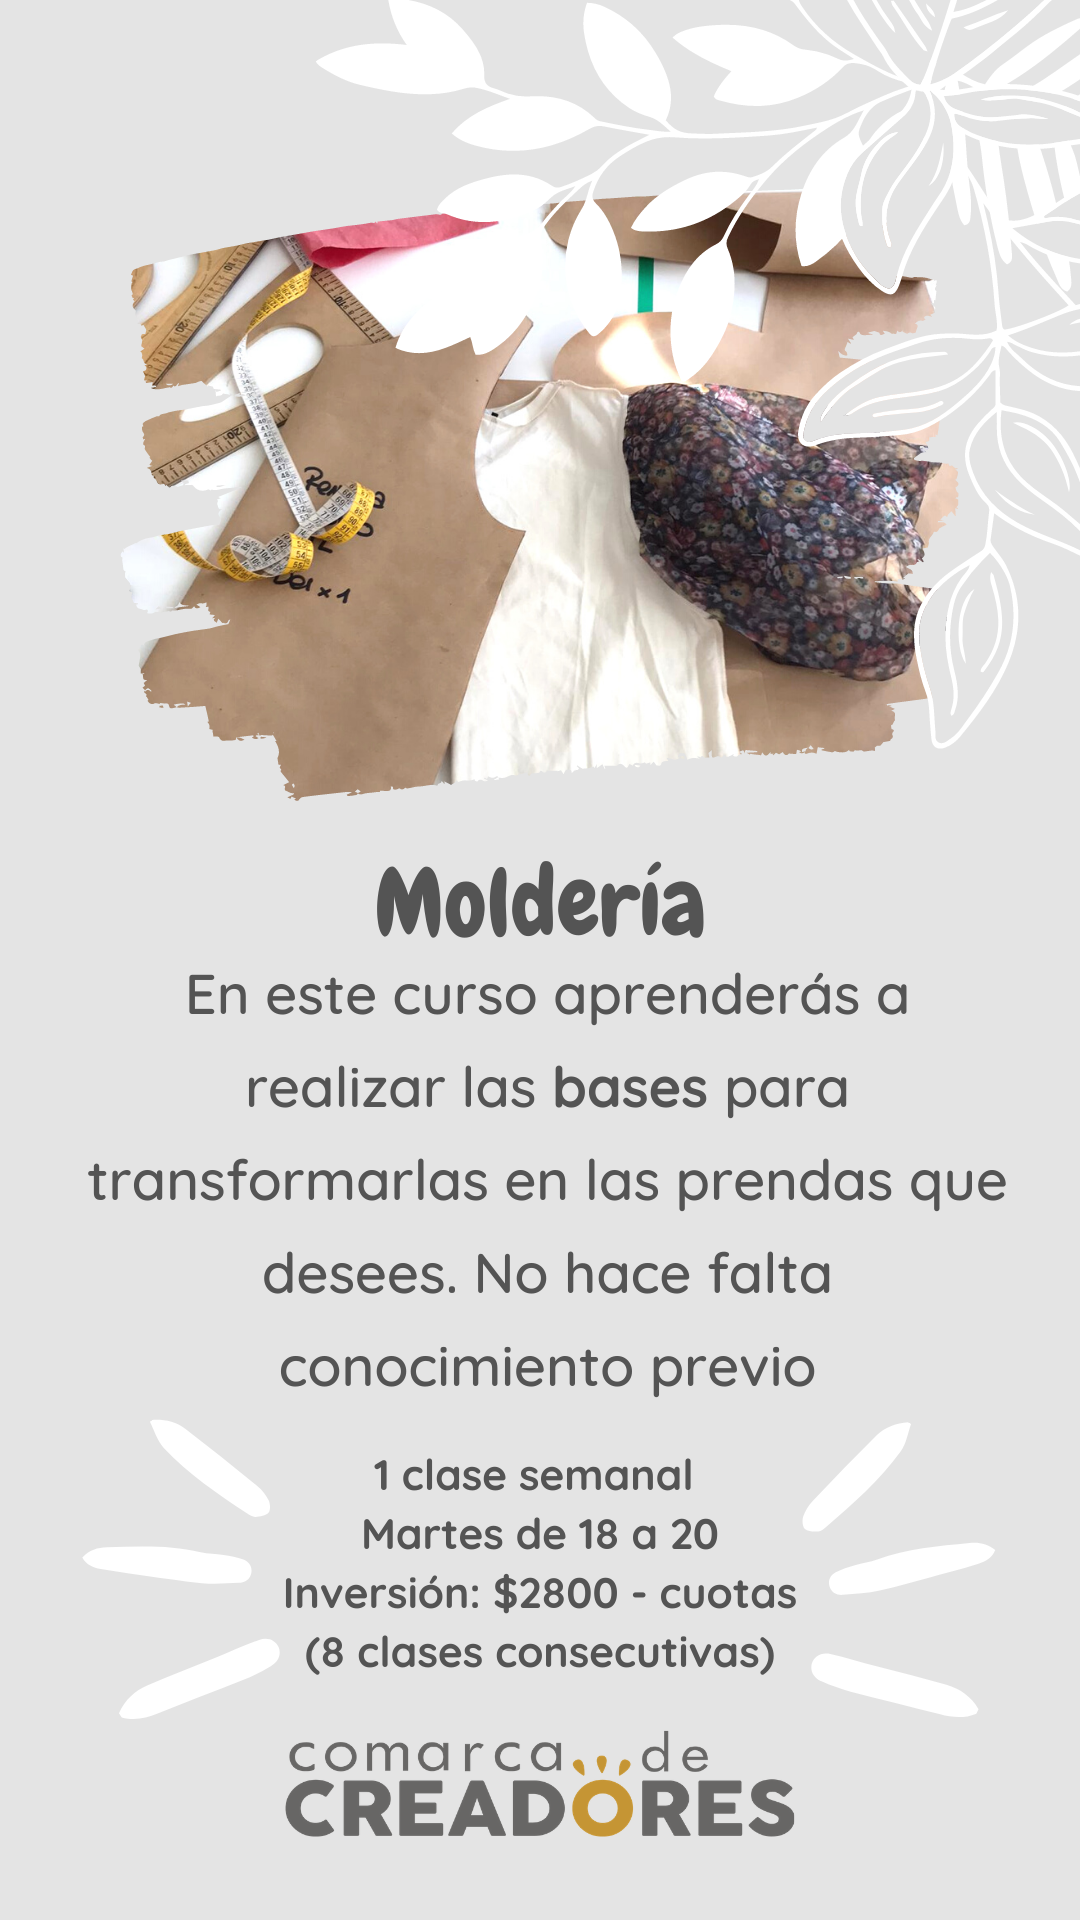 Moldería
En este curso aprenderás a
realizar las bases para
transformarlas en las prendas que
desees. No hace falta
conocimiento previo
1 clase semanal
Martes de 18 a 20
Inversión: $2800 - cuotas
(8 clases consecutivas)
comarca de
CREADORES